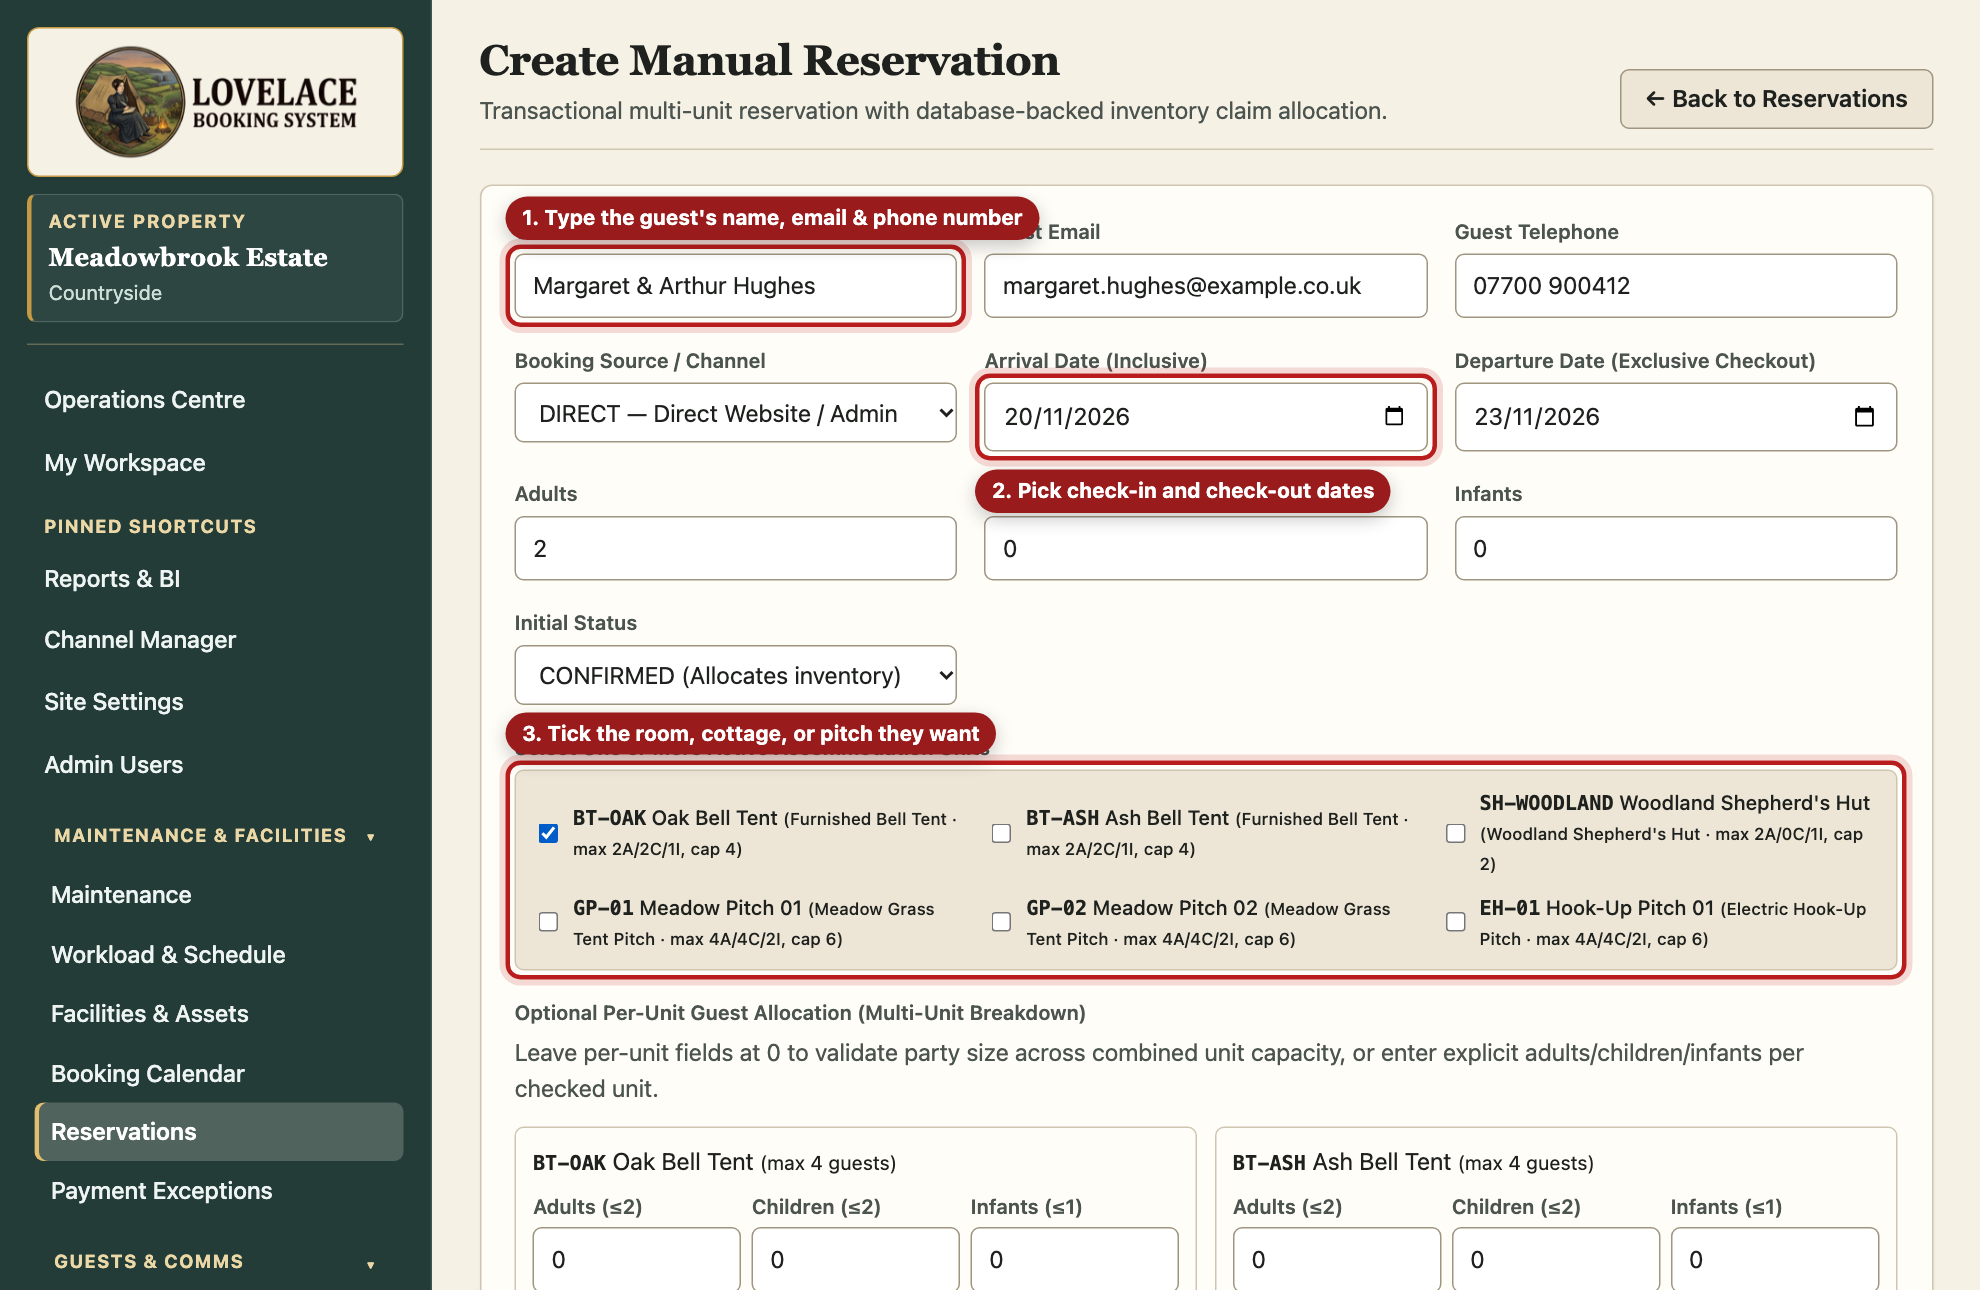 LOVELACE
BOOKING SYSTEM
ACTIVE PROPERTY
Meadowbrook Estate
Countryside
Operations Centre
My Workspace
PINNED SHORTCUTS
Reports & BI
Channel Manager
Site Settings
Admin Users
MAINTENANCE & FACILITIES ▼
Maintenance
Workload & Schedule
Facilities & Assets
Booking Calendar
Reservations
Payment Exceptions
GUESTS & COMMS ▼
Create Manual Reservation
Transactional multi-unit reservation with database-backed inventory claim allocation.
← Back to Reservations
1. Type the guest's name, email & phone number
Email
Guest Telephone
Margaret & Arthur Hughes
margaret.hughes@example.co.uk
07700 900412
Booking Source / Channel
Arrival Date (Inclusive)
Departure Date (Exclusive Checkout)
DIRECT — Direct Website / Admin
20/11/2026
23/11/2026
Adults
2. Pick check-in and check-out dates
Infants
2
0
0
Initial Status
CONFIRMED (Allocates inventory)
3. Tick the room, cottage, or pitch they want
BT-OAK Oak Bell Tent (Furnished Bell Tent ·
max 2A/2C/1I, cap 4)
BT-ASH Ash Bell Tent (Furnished Bell Tent ·
max 2A/2C/1I, cap 4)
SH-WOODLAND Woodland Shepherd's Hut
(Woodland Shepherd's Hut · max 2A/0C/1I, cap
2)
GP-01 Meadow Pitch 01 (Meadow Grass
Tent Pitch · max 4A/4C/2I, cap 6)
GP-02 Meadow Pitch 02 (Meadow Grass
Tent Pitch · max 4A/4C/2I, cap 6)
EH-01 Hook-Up Pitch 01 (Electric Hook-Up
Pitch · max 4A/4C/2I, cap 6)
Optional Per-Unit Guest Allocation (Multi-Unit Breakdown)
Leave per-unit fields at 0 to validate party size across combined unit capacity, or enter explicit adults/children/infants per
checked unit.
BT-OAK Oak Bell Tent (max 4 guests)
Adults (≤2)
Children (≤2)
Infants (≤1)
0
0
0
BT-ASH Ash Bell Tent (max 4 guests)
Adults (≤2)
Children (≤2)
Infants (≤1)
0
0
0